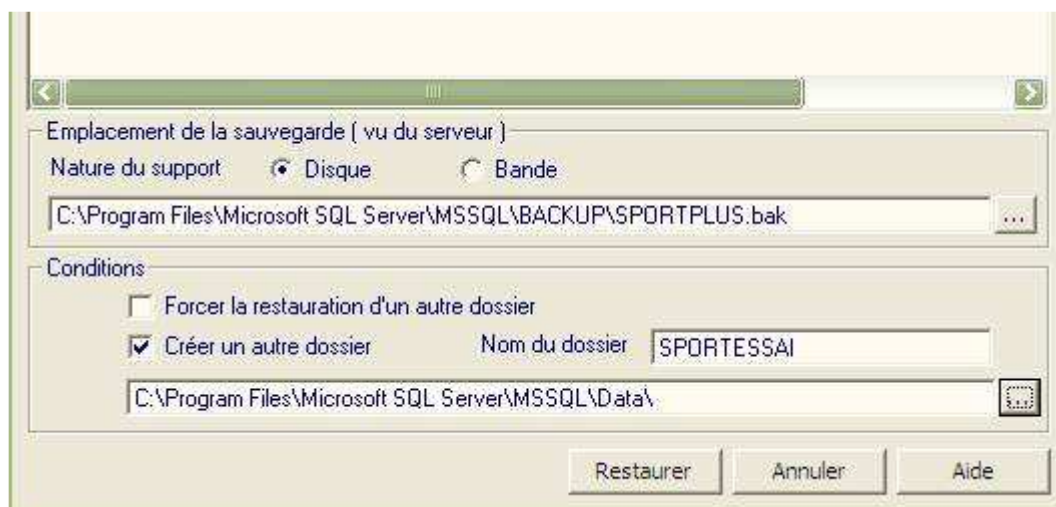 Emplacement de la sauvegarde ( vu du serveur )
Nature du support Disque Bande
C:\Program Files\Microsoft SQL Server\MSSQL\BACKUP\SPORTPLUS.bak ...
Conditions
Forcer la restauration d'un autre dossier
Créer un autre dossier Nom du dossier SPORTESSAI
C:\Program Files\Microsoft SQL Server\MSSQL\Data\ ...
Restaurer Annuler Aide